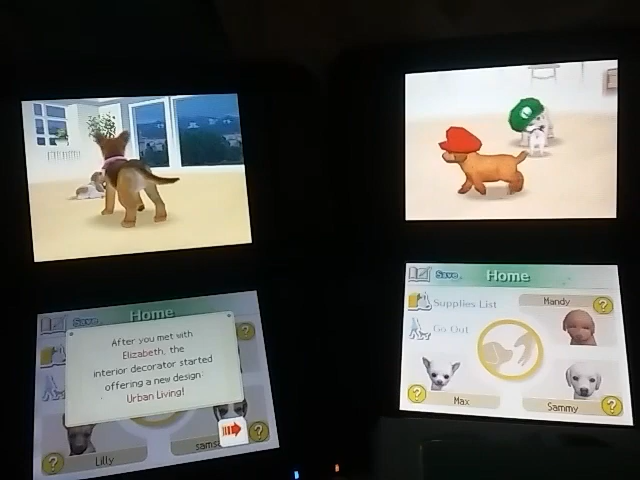 Save
Home
After you met with
Elizabeth, the
interior decorator started
offering a new design:
Urban Living!
?
?
?
Lilly
Save
Home
Supplies List
Mandy
?
Go Out
?
Max
Sammy
?